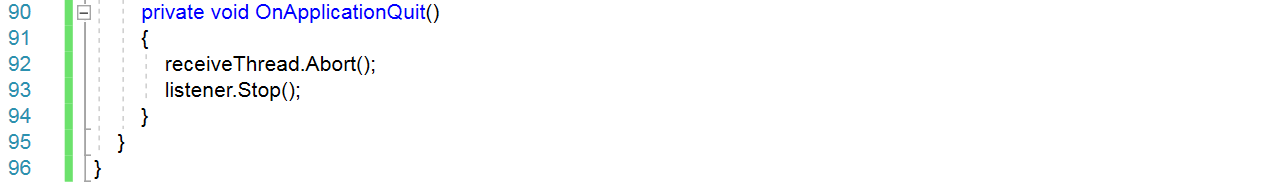 90 private void OnApplicationQuit()
91 {
92 receiveThread.Abort();
93 listener.Stop();
94 }
95 }
96 }